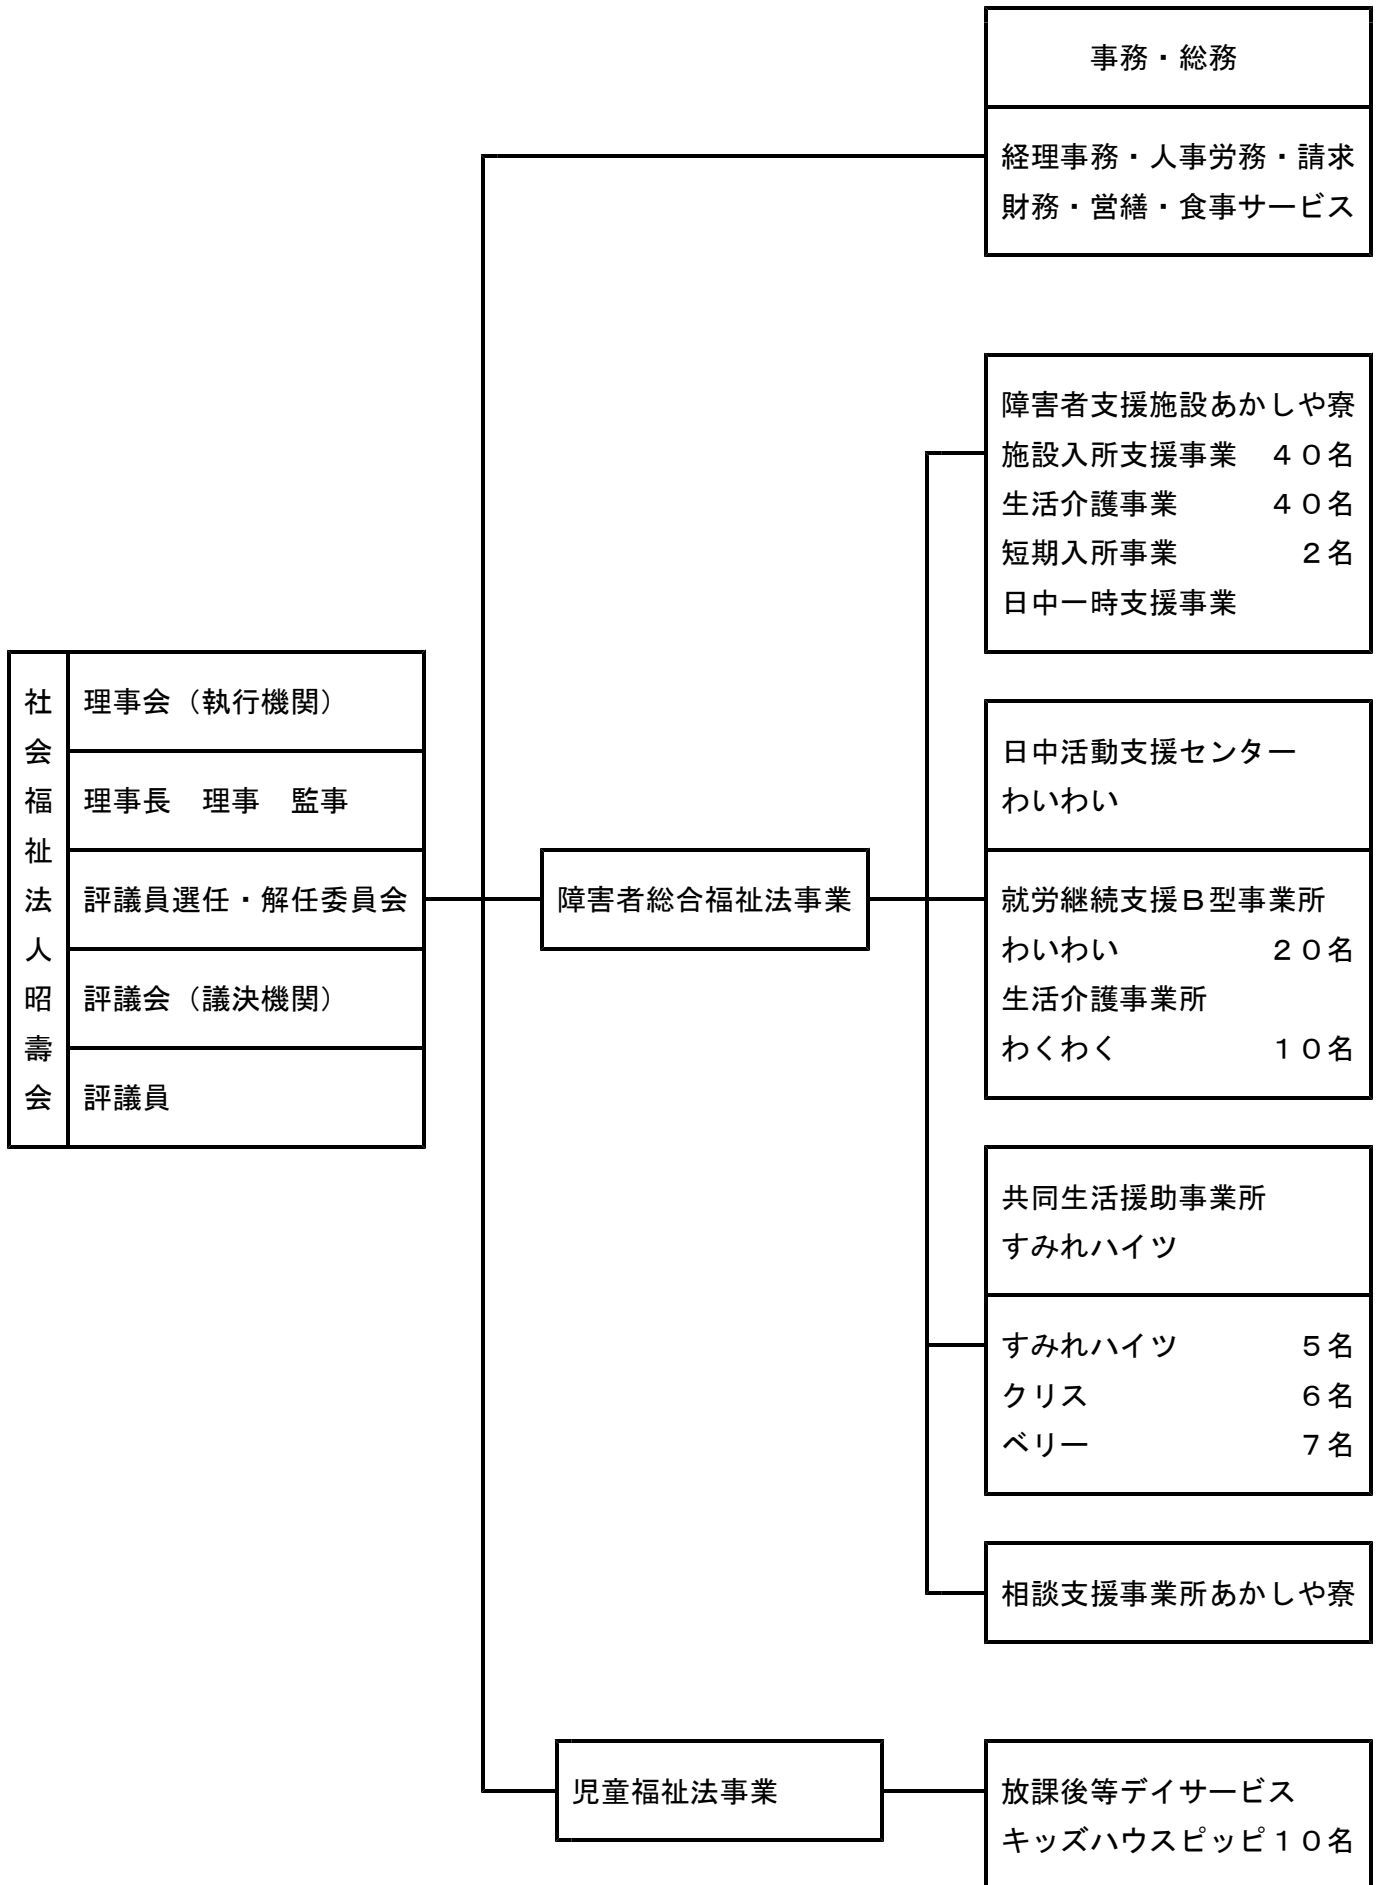 事務・総務
経理事務・人事労務・請求
財務・営繕・食事サービス
障害者支援施設あかしや寮
施設入所支援事業　４０名
生活介護事業　　　４０名
短期入所事業　　　　２名
日中一時支援事業
社会福祉法人昭壽会
理事会（執行機関）
理事長　理事　監事
評議員選任・解任委員会
評議会（議決機関）
評議員
障害者総合福祉法事業
日中活動支援センター
わいわい
就労継続支援Ｂ型事業所
わいわい　　　　　２０名
生活介護事業所
わくわく　　　　　１０名
共同生活援助事業所
すみれハイツ
すみれハイツ　　　　５名
クリス　　　　　　　６名
ベリー　　　　　　　７名
相談支援事業所あかしや寮
児童福祉法事業
放課後等デイサービス
キッズハウスピッピ１０名